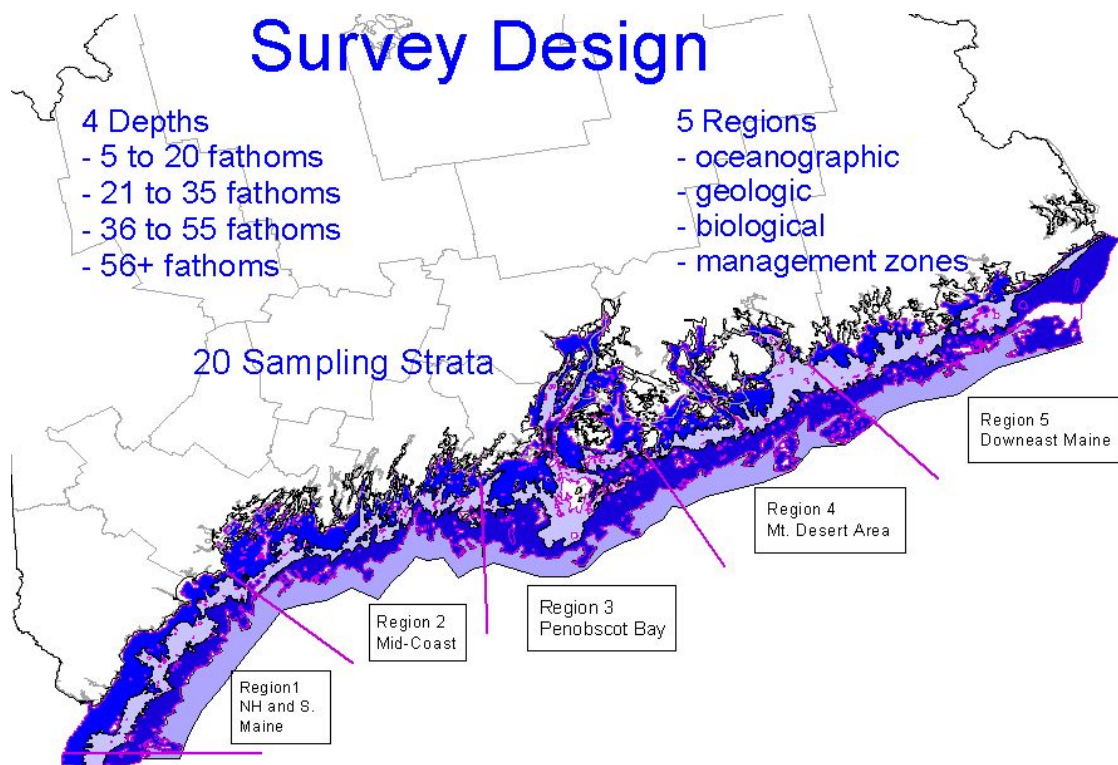 Survey Design
4 Depths
- 5 to 20 fathoms
- 21 to 35 fathoms
- 36 to 55 fathoms
- 56+ fathoms
5 Regions
- oceanographic
- geologic
- biological
- management zones
20 Sampling Strata
Region 5
Downeast Maine
Region 4
Mt. Desert Area
Region 3
Penobscot Bay
Region 2
Mid-Coast
Region1
NH and S.
Maine